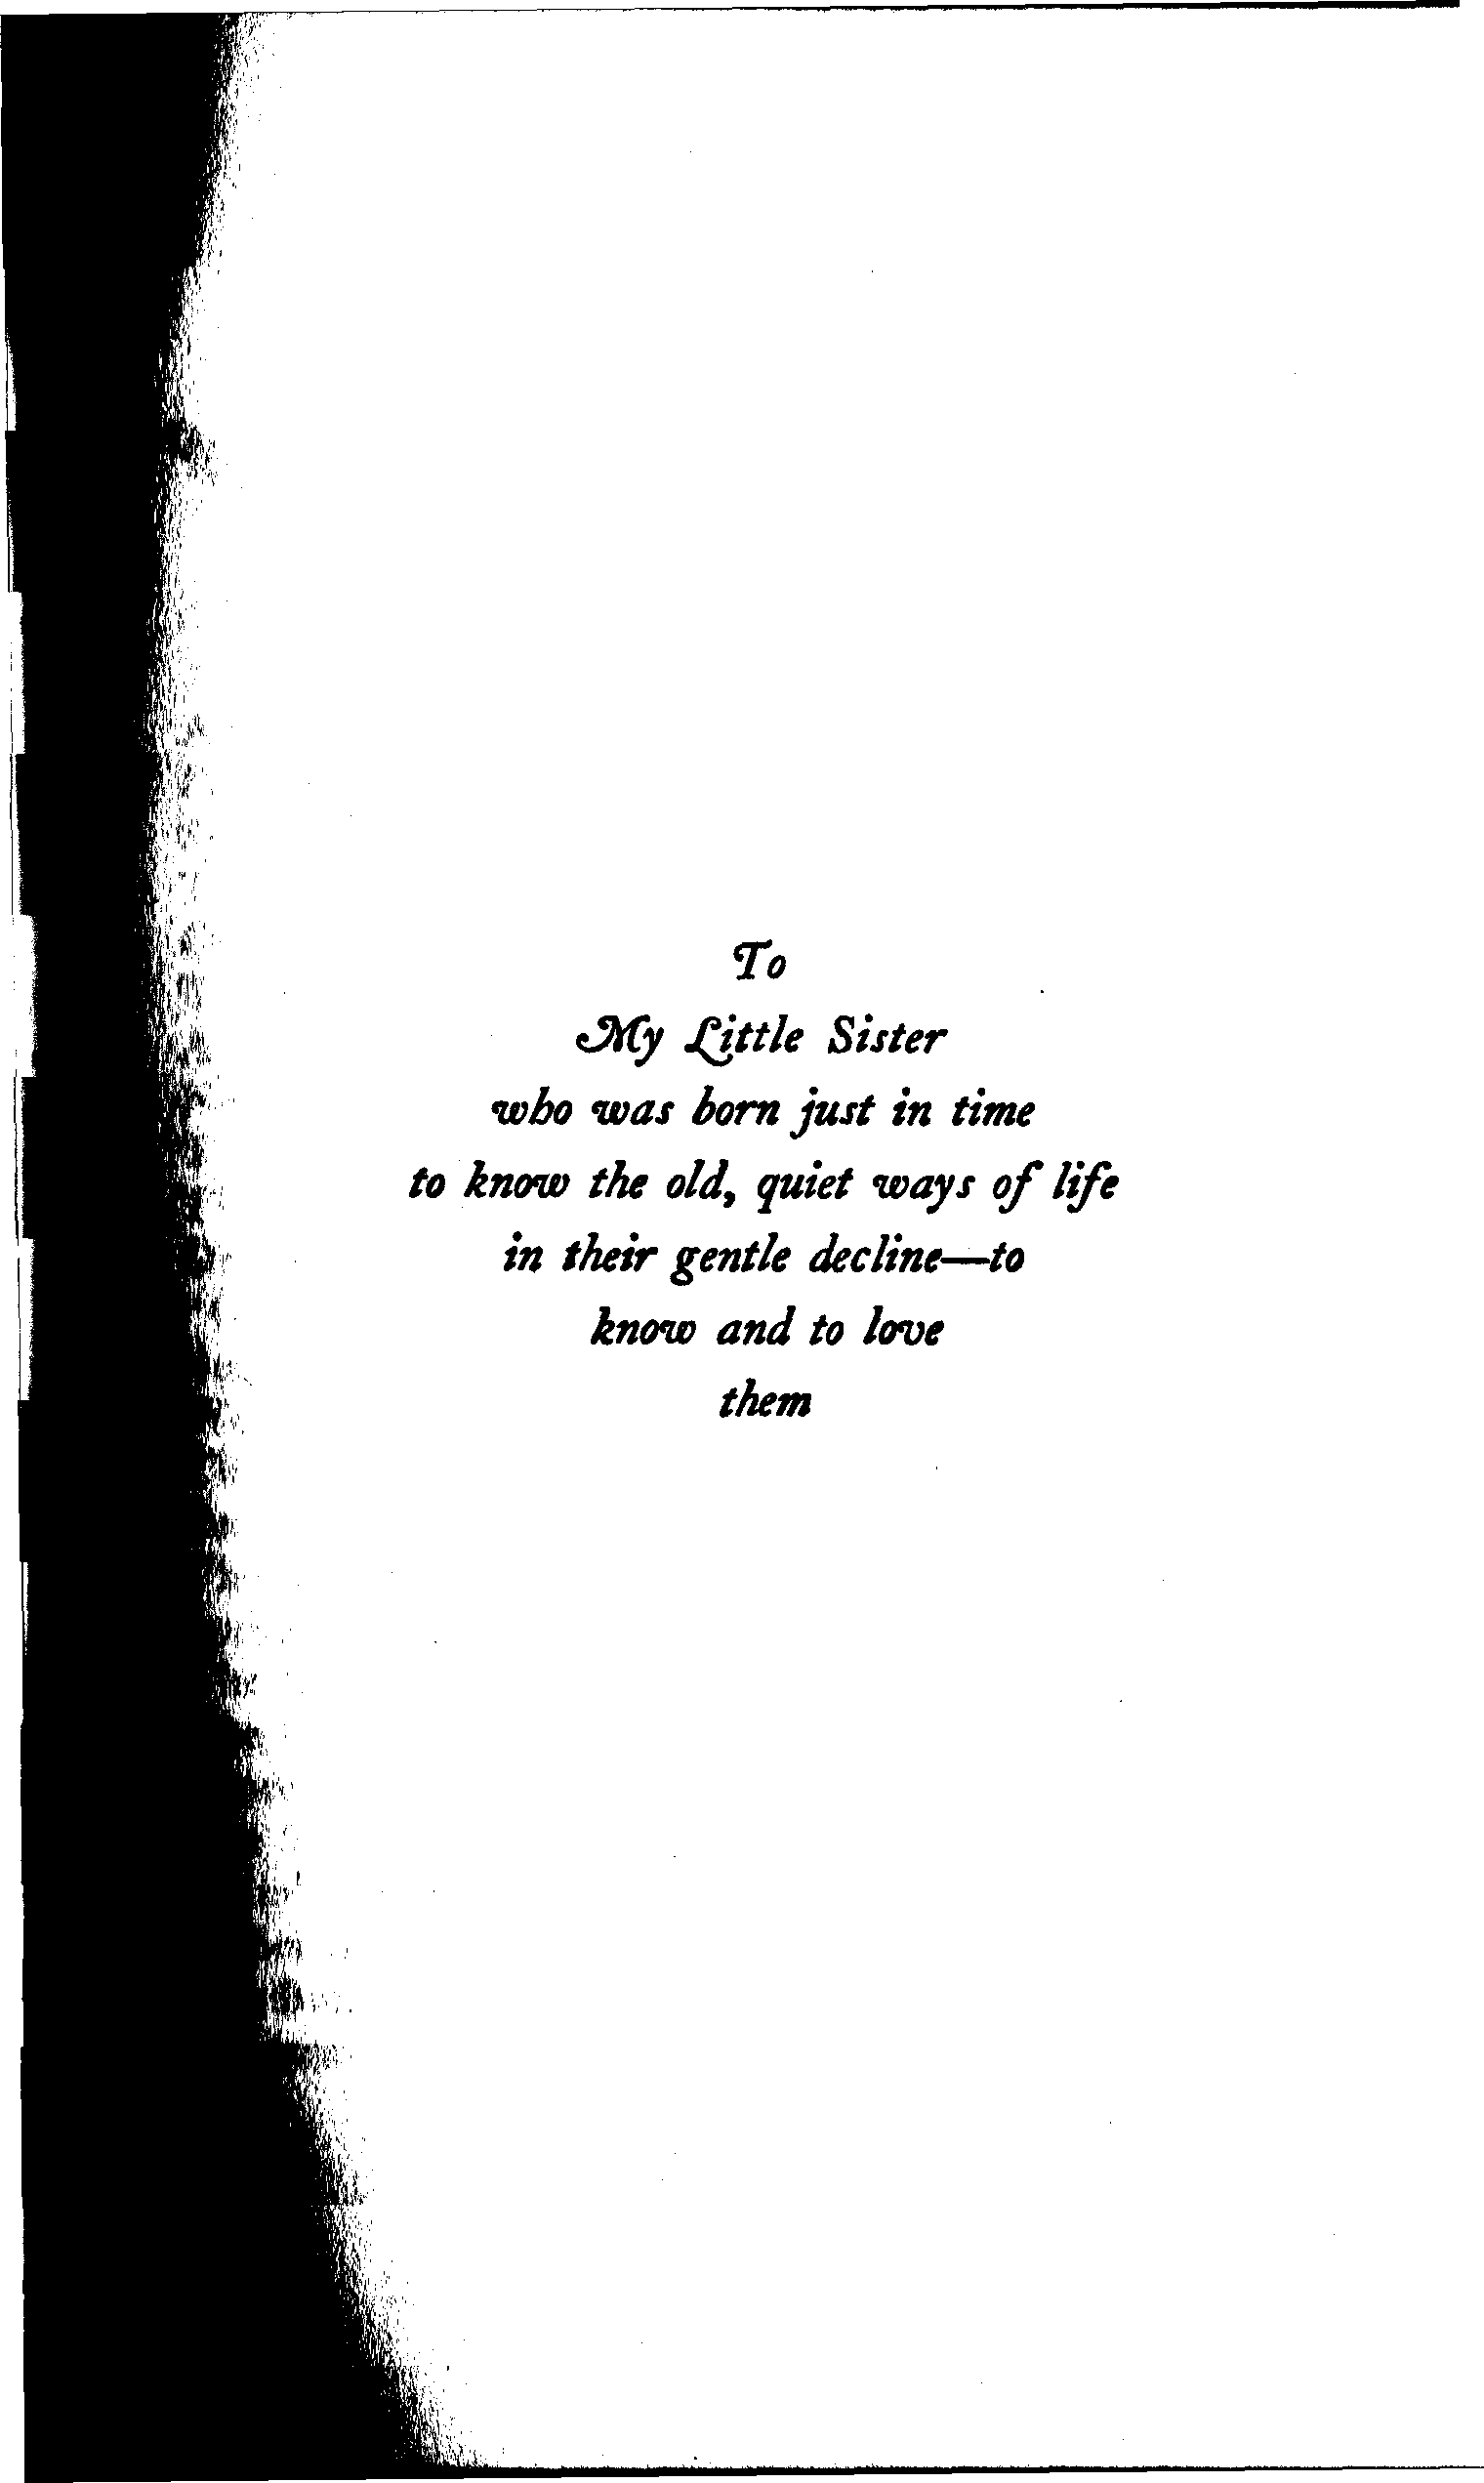 To
My Little Sister
who was born just in time
to know the old, quiet ways of life
in their gentle decline—to
know and to love
them